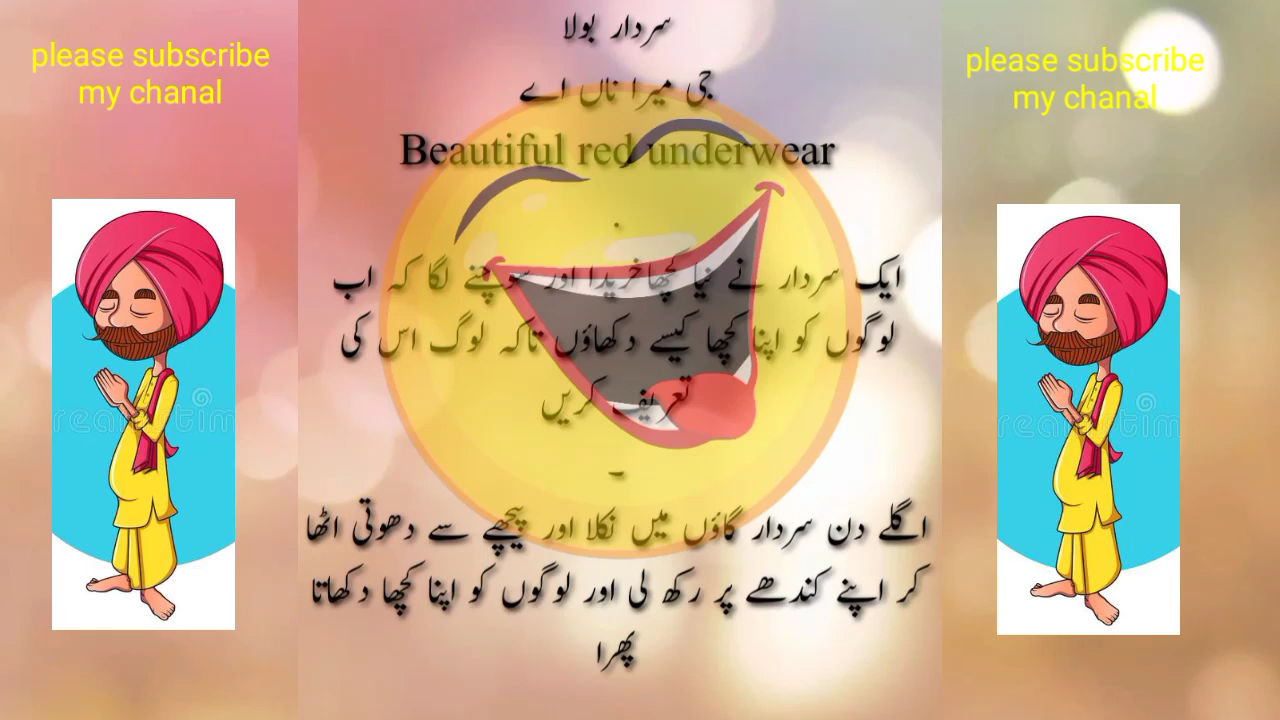 please subscribe
my chanal
سردار بولا
جی میرا ناں اے
Beautiful red underwear
.
ایک سردار نے نیا کچھا خریدا اور سوچنے لگا کہ اب
لوگوں کو اپنا کچھا کیسے دکھاؤں تاکہ لوگ اس کی
تعریف کریں
۔
اگلے دن سردار گاؤں میں نکلا اور پیچھے سے دھوتی اٹھا
کر اپنے کندھے پر رکھ لی اور لوگوں کو اپنا کچھا دکھاتا
پھرا
please subscribe
my chanal